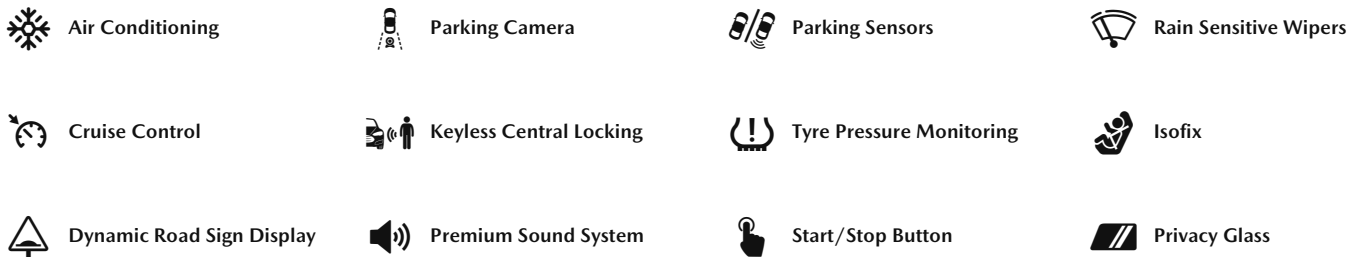 Air Conditioning
Parking Camera
Parking Sensors
Rain Sensitive Wipers
Cruise Control
Keyless Central Locking
Tyre Pressure Monitoring
Isofix
Dynamic Road Sign Display
Premium Sound System
Start/Stop Button
Privacy Glass